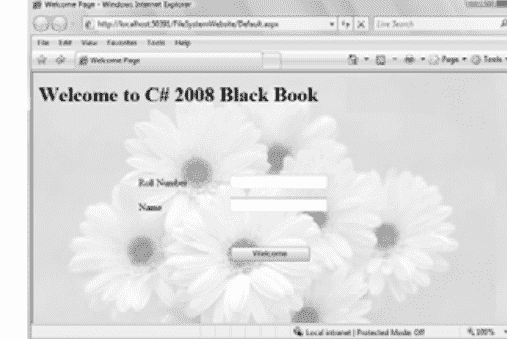 Welcome Page - Windows Internet Explorer
http://localhost:50391/FileSystemWebsite/Default.aspx
Live Search
File Edit View Favorites Tools Help
Welcome Page
Page Tools
Welcome to C# 2008 Black Book
Roll Number
Name
Welcome
Local intranet | Protected Mode: Off
100%